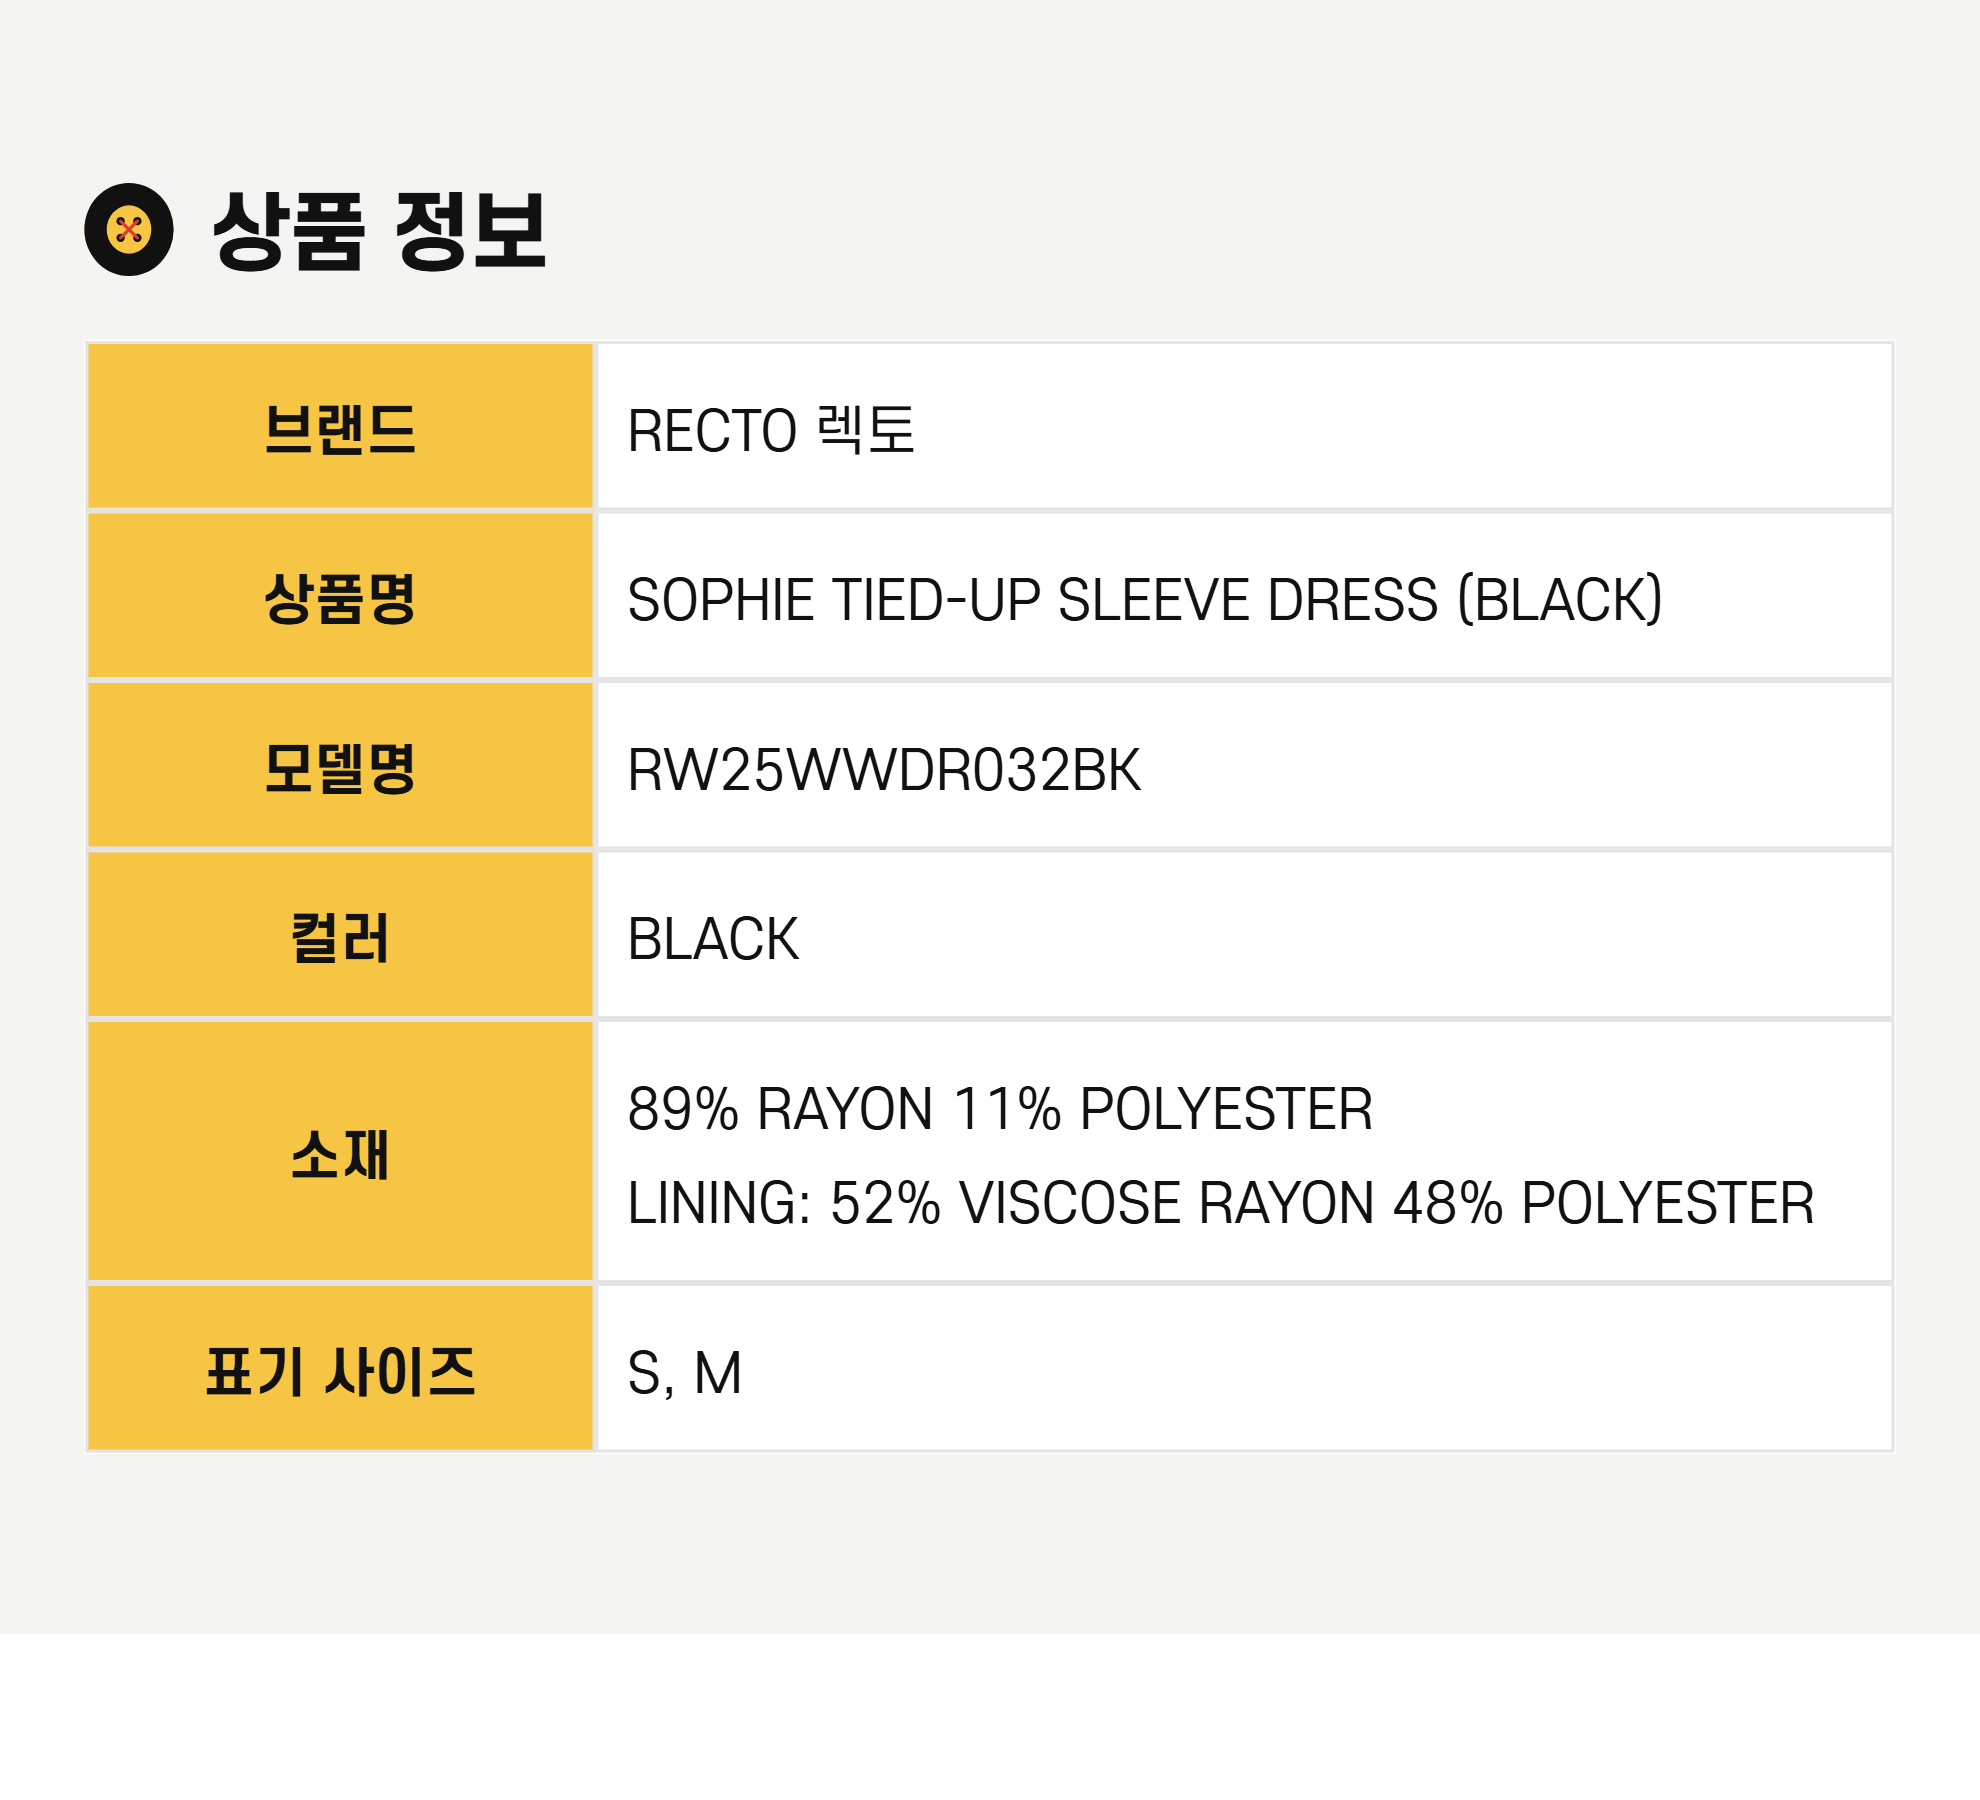 상품 정보
브랜드
RECTO 렉토
상품명
SOPHIE TIED-UP SLEEVE DRESS (BLACK)
모델명
RW25WWDR032BK
컬러
BLACK
소재
89% RAYON 11% POLYESTER
LINING: 52% VISCOSE RAYON 48% POLYESTER
표기 사이즈
S, M